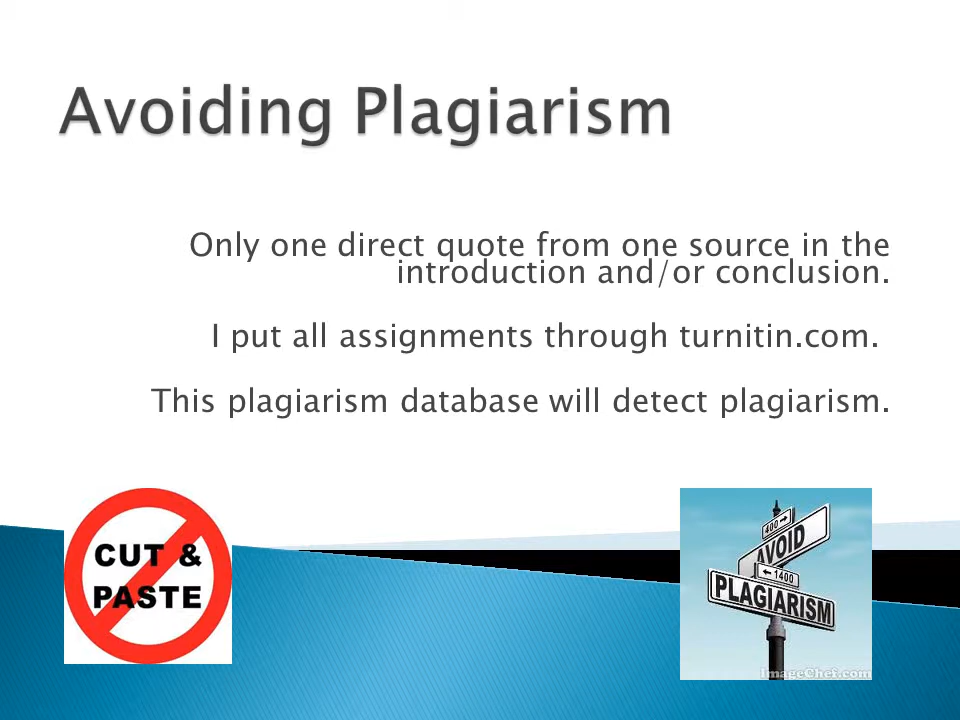 Avoiding Plagiarism
Only one direct quote from one source in the
introduction and/or conclusion.
I put all assignments through turnitin.com.
This plagiarism database will detect plagiarism.
CUT &
PASTE
400 →
AVOID
← 1400
PLAGIARISM
ImageChef.com